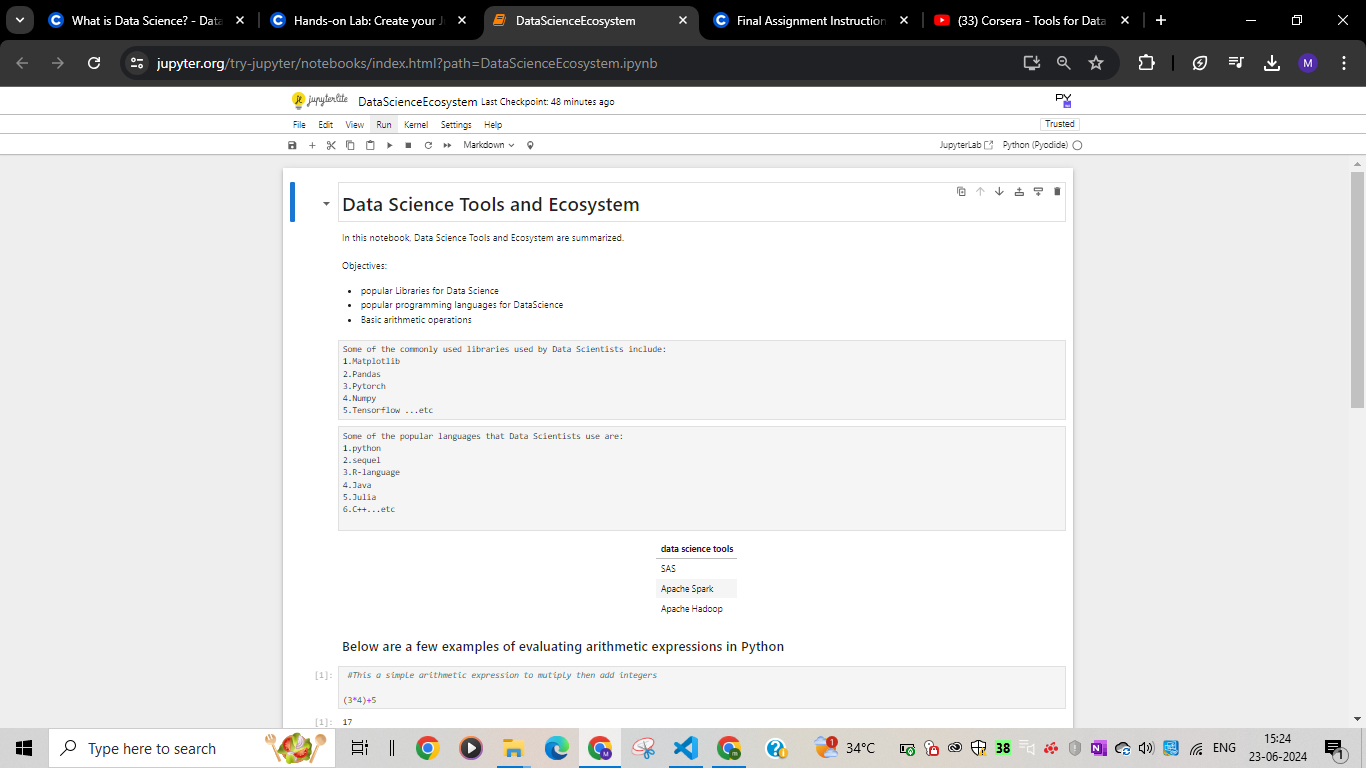 What is Data Science? - Data
Hands-on Lab: Create your J
DataScienceEcosystem
Final Assignment Instruction
(33) Corsera - Tools for Data
jupyter.org/try-jupyter/notebooks/index.html?path=DataScienceEcosystem.ipynb
M
jupyterlite DataScienceEcosystem Last Checkpoint: 48 minutes ago
PY
File Edit View Run Kernel Settings Help
Trusted
Markdown
JupyterLab
Python (Pyodide)
Data Science Tools and Ecosystem
In this notebook, Data Science Tools and Ecosystem are summarized.
Objectives:
• popular Libraries for Data Science
• popular programming languages for DataScience
• Basic arithmetic operations
Some of the commonly used libraries used by Data Scientists include:
1.Matplotlib
2.Pandas
3.Pytorch
4.Numpy
5.Tensorflow ...etc
Some of the popular languages that Data Scientists use are:
1.python
2.sequel
3.R-language
4.Java
5.Julia
6.C++...etc
data science tools
SAS
Apache Spark
Apache Hadoop
Below are a few examples of evaluating arithmetic expressions in Python
[1]: #This a simple arithmetic expression to mutiply then add integers
(3*4)+5
[1]: 17
Type here to search
34°C
38
ENG
15:24
23-06-2024